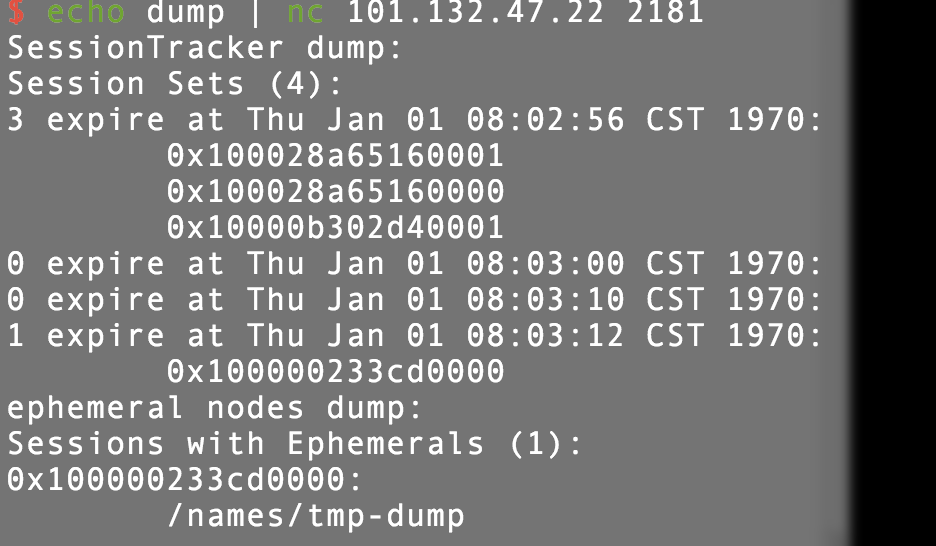 $ echo dump | nc 101.132.47.22 2181
SessionTracker dump:
Session Sets (4):
3 expire at Thu Jan 01 08:02:56 CST 1970:
0x100028a65160001
0x100028a65160000
0x10000b302d40001
0 expire at Thu Jan 01 08:03:00 CST 1970:
0 expire at Thu Jan 01 08:03:10 CST 1970:
1 expire at Thu Jan 01 08:03:12 CST 1970:
0x100000233cd0000
ephemeral nodes dump:
Sessions with Ephemerals (1):
0x100000233cd0000:
/names/tmp-dump